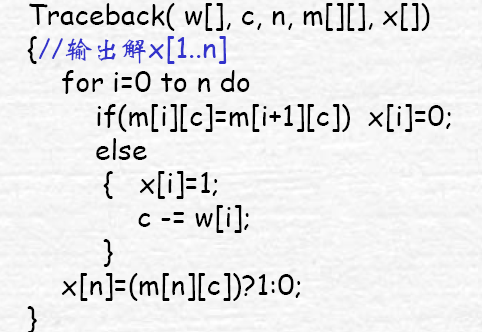 Traceback( w[], c, n, m[][], x[])
{//输出解x[1..n]
for i=0 to n do
if(m[i][c]=m[i+1][c]) x[i]=0;
else
{ x[i]=1;
c -= w[i];
}
x[n]=(m[n][c])?1:0;
}